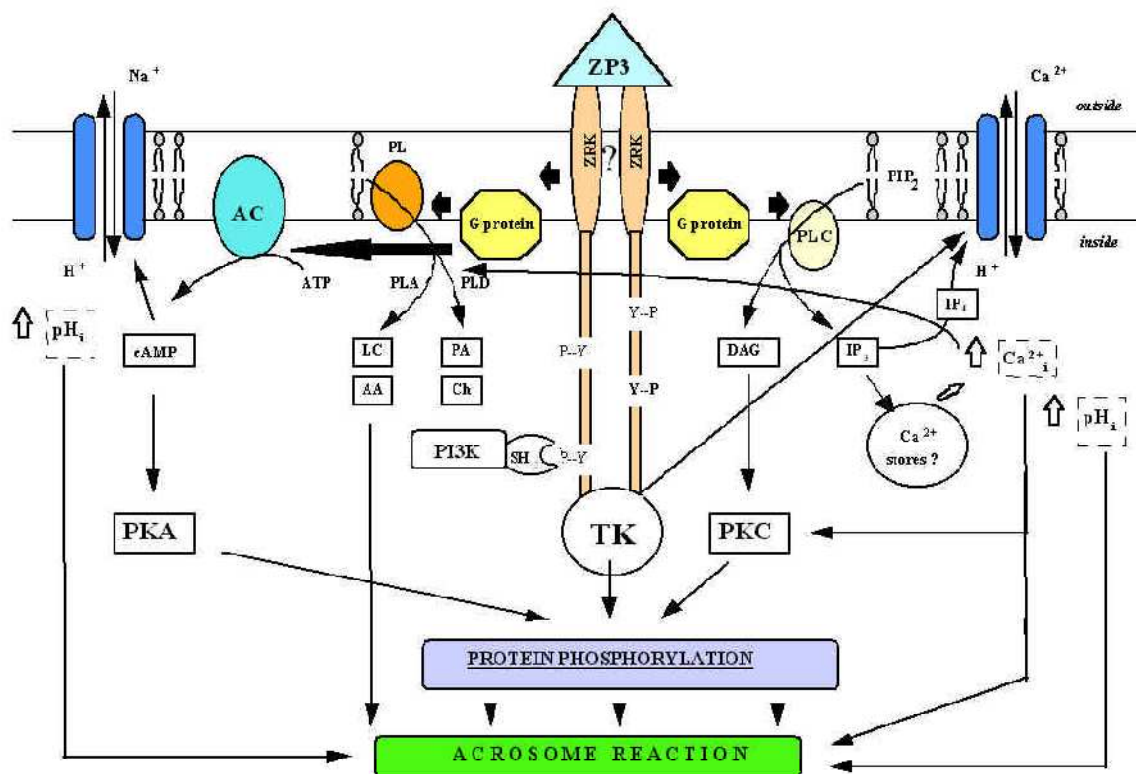 ZP3
Na+
Ca2+
outside
ZRK
?
ZRK
PL
PIP2
AC
G protein
G protein
PLC
inside
H+
ATP
PLA
PLD
H+
Y--P
pHi
cAMP
LC
PA
P--Y
DAG
IP3
Ca2+i
AA
Ch
Y--P
pHi
PI3K
SH
P--Y
Ca2+
stores ?
PKA
TK
PKC
PROTEIN PHOSPHORYLATION
ACROSOME REACTION